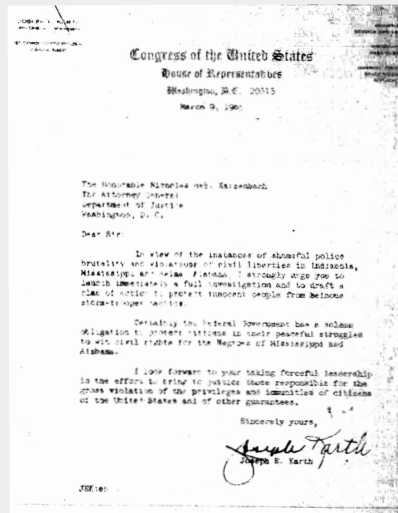 Congress of the United States
House of Representatives
Washington, D.C. 20515
March 9, 196
The Honorable Nicholas deB. Katzenbach
The Attorney General
Department of Justice
Washington, D. C.
Dear Sir:
In view of the instances of shameful police
brutality and violations of civil liberties in Indianola,
Mississippi and Selma, Alabama, I strongly urge you to
launch immediately a full investigation and to draft a
plan of action to protect innocent people from heinous
storm-trooper tactics.
Certainly the Federal Government has a solemn
obligation to protect citizens in their peaceful struggles
to win civil rights for the Negroes of Mississippi and
Alabama.
I look forward to your taking forceful leadership
in the effort to bring to justice those responsible for the
gross violation of the privileges and immunities of citizens
of the United States and of other guarantees.
Sincerely yours,
Joseph Karth
Joseph E. Karth
JEK: